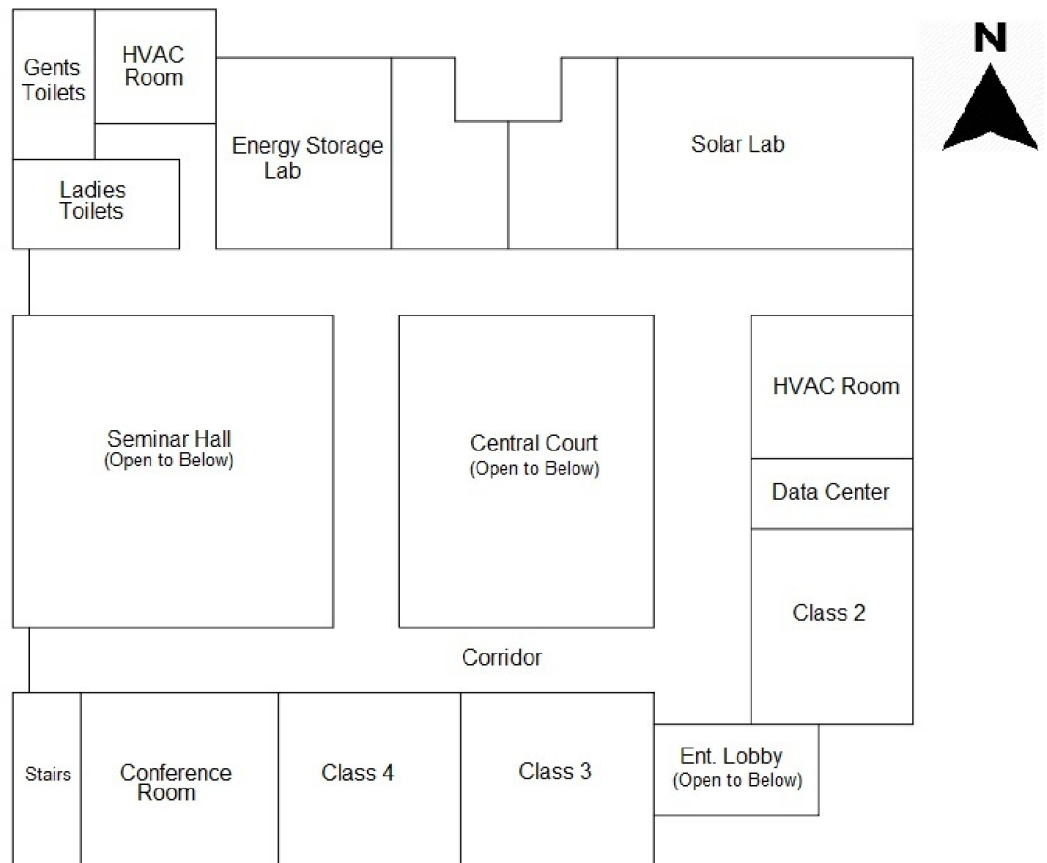 N
Gents
Toilets
HVAC
Room
Energy Storage
Lab
Solar Lab
Ladies
Toilets
HVAC Room
Seminar Hall
(Open to Below)
Central Court
(Open to Below)
Data Center
Class 2
Corridor
Stairs
Conference
Room
Class 4
Class 3
Ent. Lobby
(Open to Below)